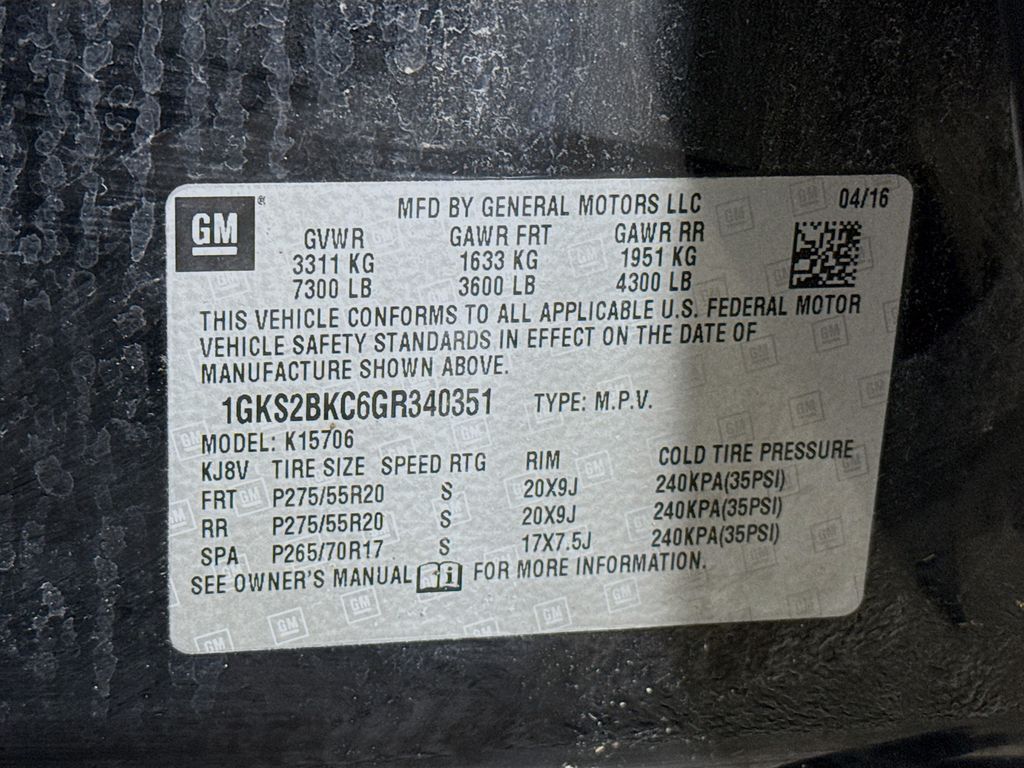 GM ®
MFD BY GENERAL MOTORS LLC 04/16
GVWR GAWR FRT GAWR RR
3311 KG 1633 KG 1951 KG
7300 LB 3600 LB 4300 LB
THIS VEHICLE CONFORMS TO ALL APPLICABLE U.S. FEDERAL MOTOR
VEHICLE SAFETY STANDARDS IN EFFECT ON THE DATE OF
MANUFACTURE SHOWN ABOVE.
1GKS2BKC6GR340351 TYPE: M.P.V.
MODEL: K15706
KJ8V TIRE SIZE SPEED RTG RIM COLD TIRE PRESSURE
FRT P275/55R20 S 20X9J 240KPA(35PSI)
RR P275/55R20 S 20X9J 240KPA(35PSI)
SPA P265/70R17 S 17X7.5J 240KPA(35PSI)
SEE OWNER'S MANUAL i FOR MORE INFORMATION.